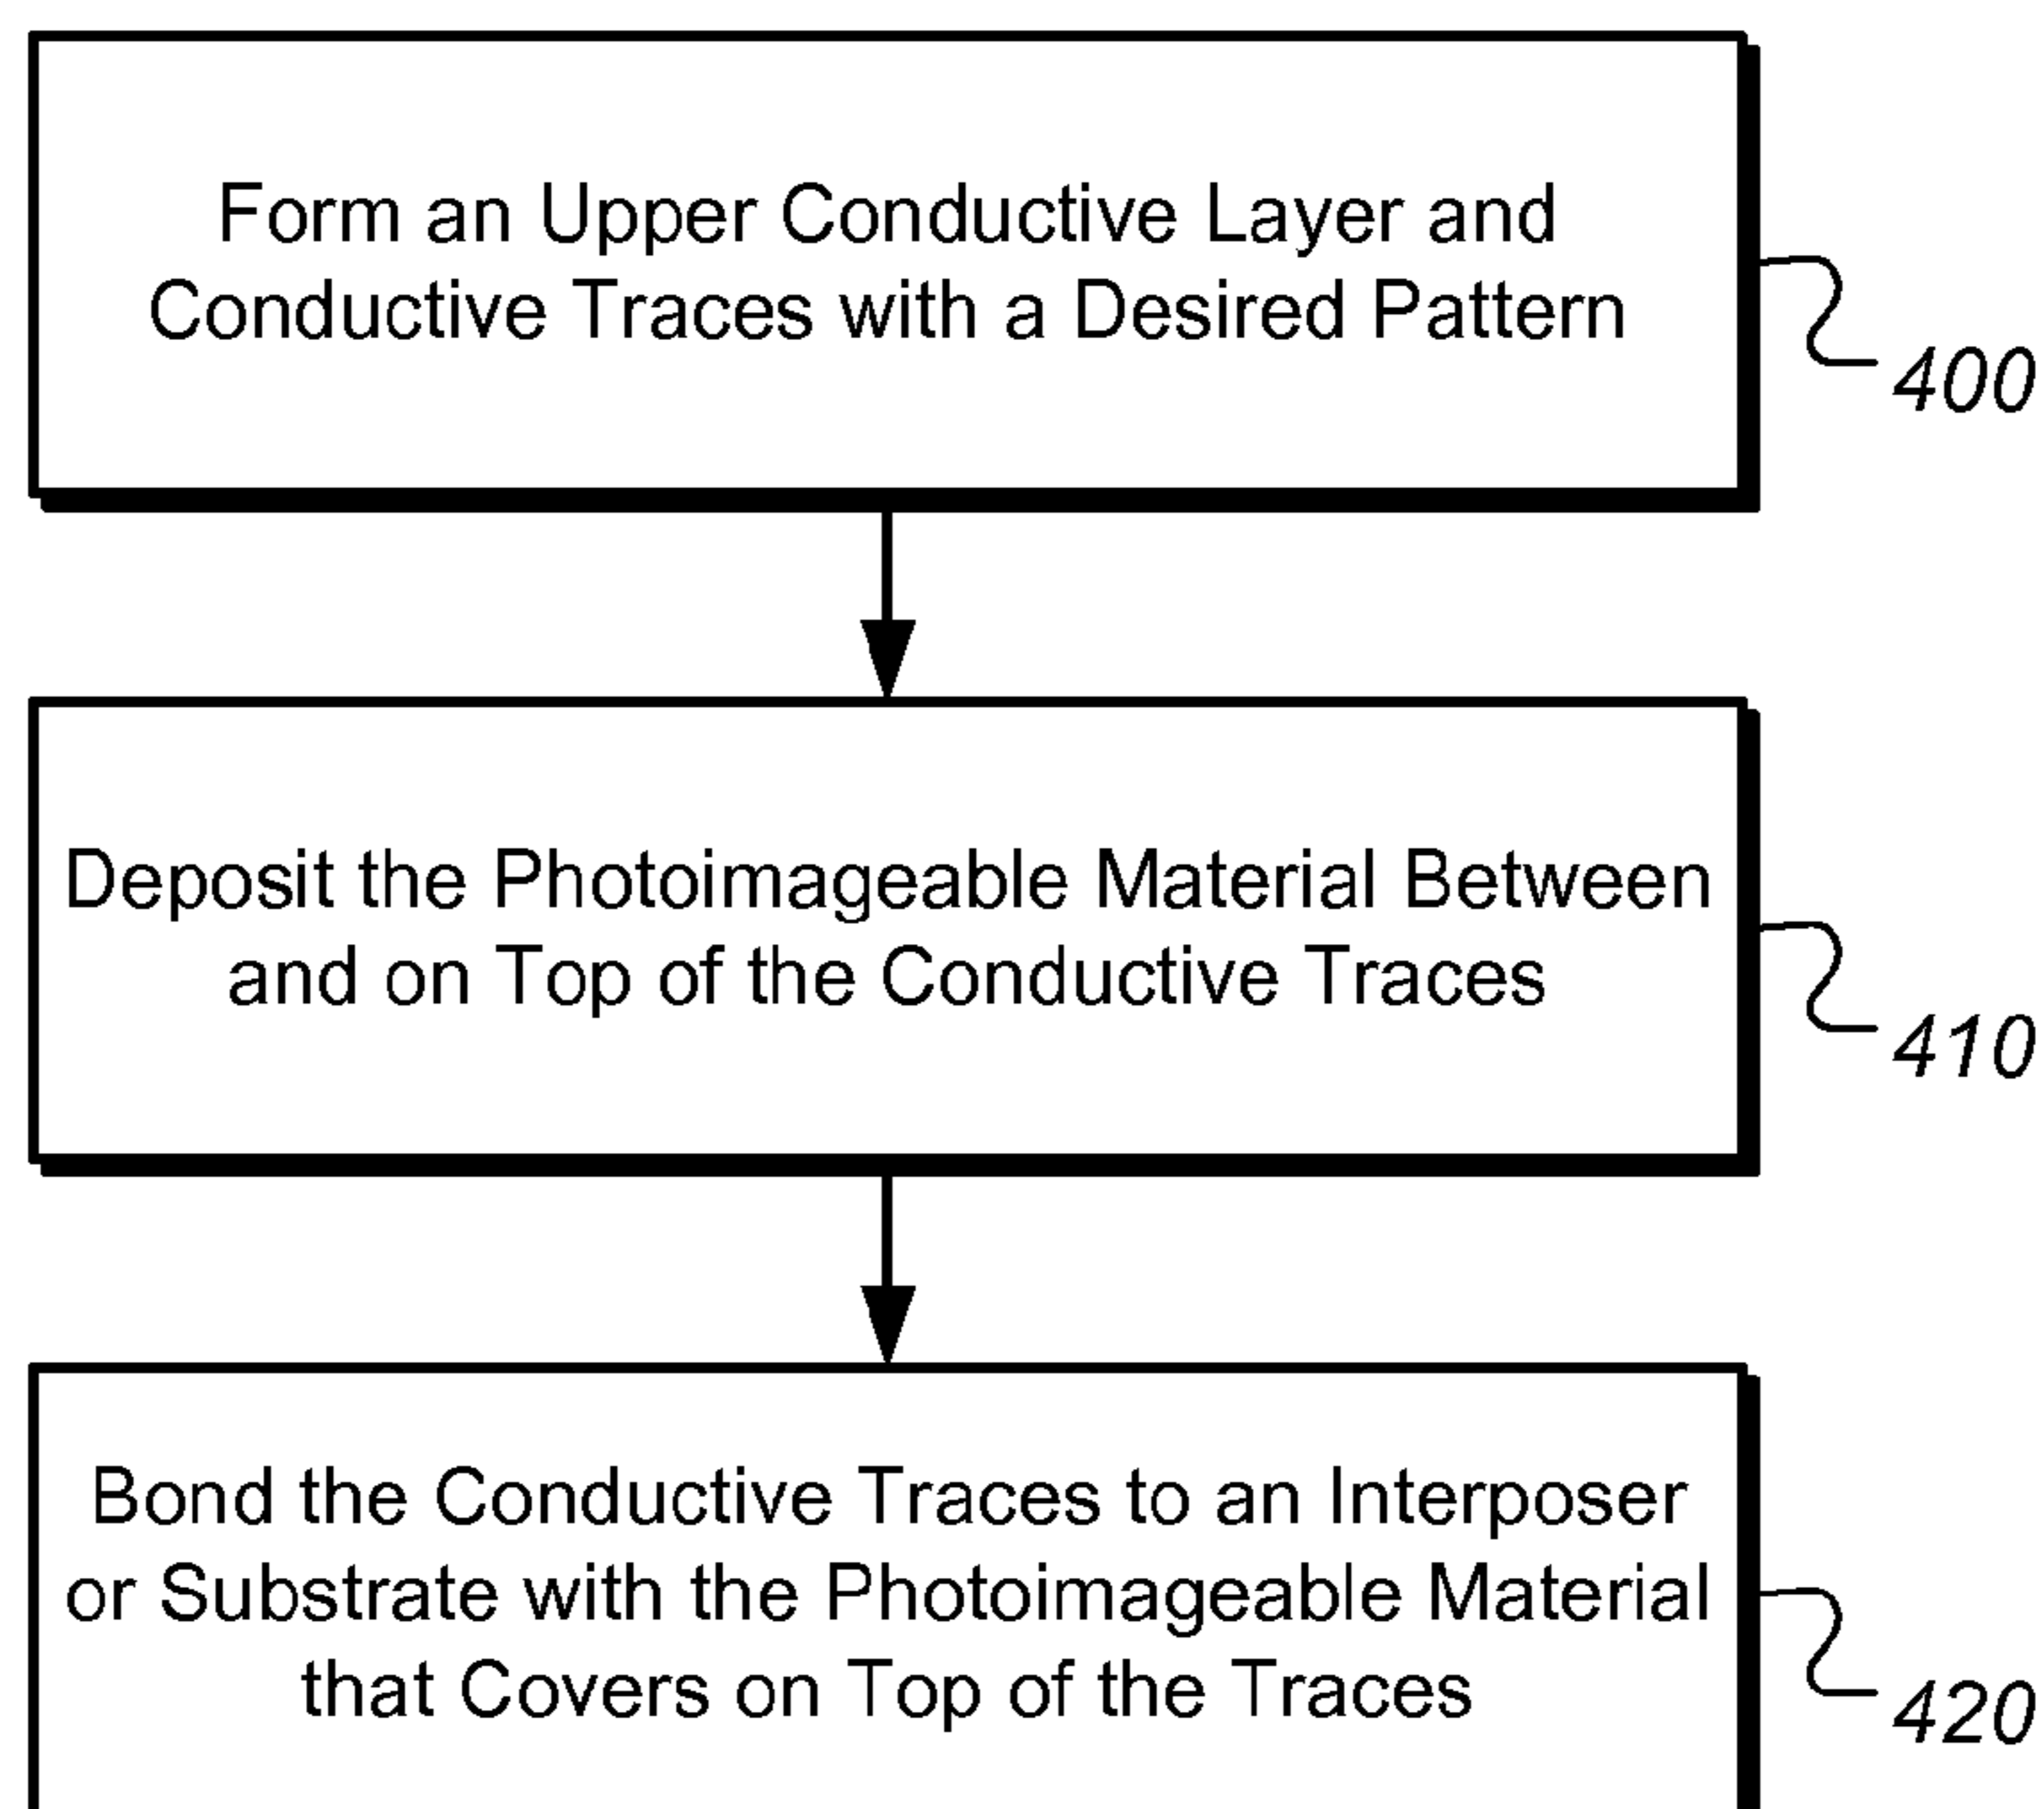 Form an Upper Conductive Layer and
Conductive Traces with a Desired Pattern
400
Deposit the Photoimageable Material Between
and on Top of the Conductive Traces
410
Bond the Conductive Traces to an Interposer
or Substrate with the Photoimageable Material
that Covers on Top of the Traces
420